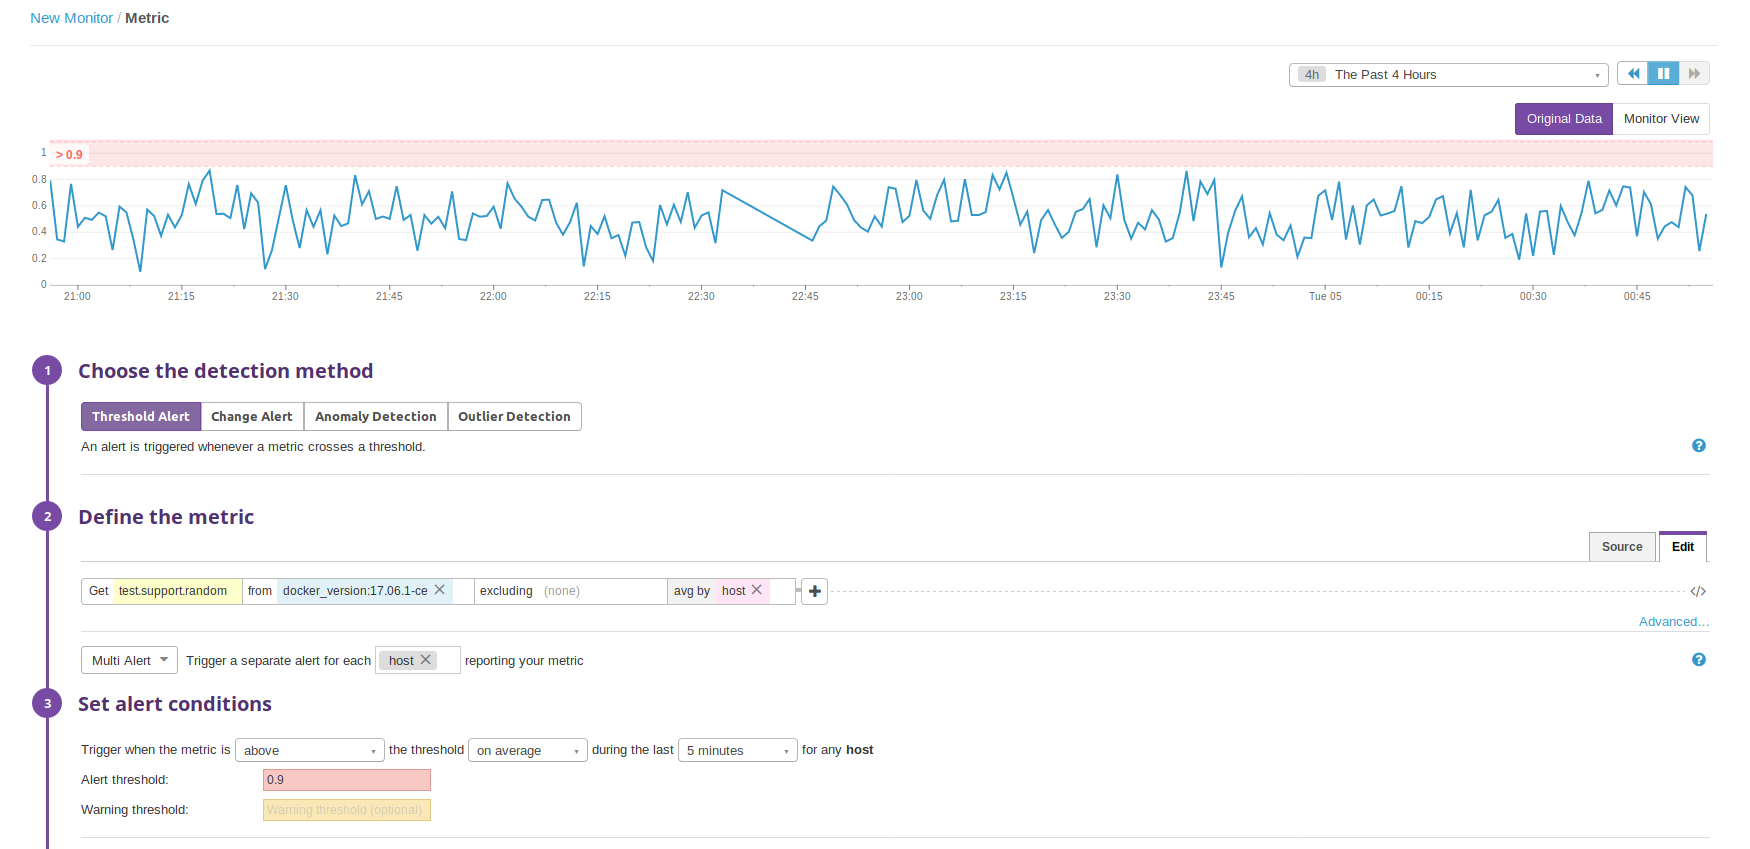 New Monitor / Metric
4h The Past 4 Hours
Original Data Monitor View
> 0.9
1
0.8
0.6
0.4
0.2
0
21:00 21:15 21:30 21:45 22:00 22:15 22:30 22:45 23:00 23:15 23:30 23:45 Tue 05 00:15 00:30 00:45
1 Choose the detection method
Threshold Alert Change Alert Anomaly Detection Outlier Detection
An alert is triggered whenever a metric crosses a threshold. ?
2 Define the metric
Source Edit
Get test.support.random from docker_version:17.06.1-ce excluding (none) avg by host </>
Advanced...
Multi Alert Trigger a separate alert for each host reporting your metric ?
3 Set alert conditions
Trigger when the metric is above the threshold on average during the last 5 minutes for any host
Alert threshold: 0.9
Warning threshold: Warning threshold (optional)